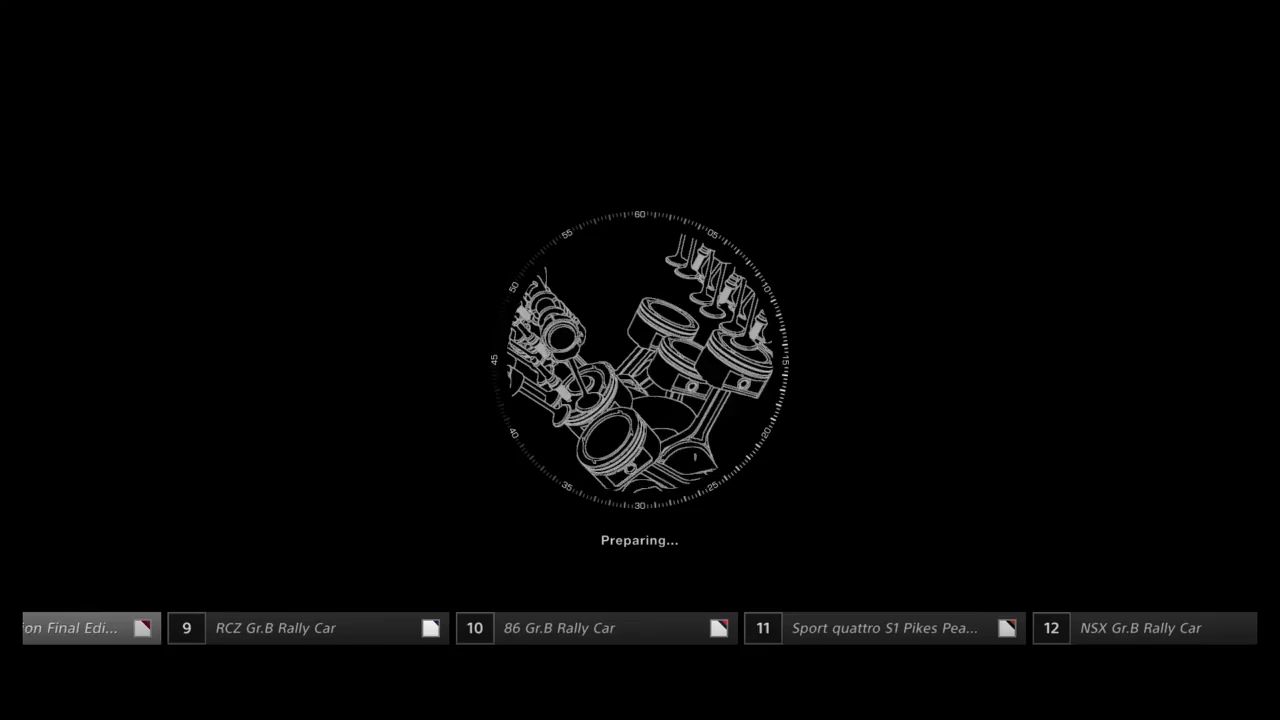 60
55
05
50
10
45
15
40
20
35
25
30
Preparing...
ion Final Edi...
9 RCZ Gr.B Rally Car
10 86 Gr.B Rally Car
11 Sport quattro S1 Pikes Pea...
12 NSX Gr.B Rally Car